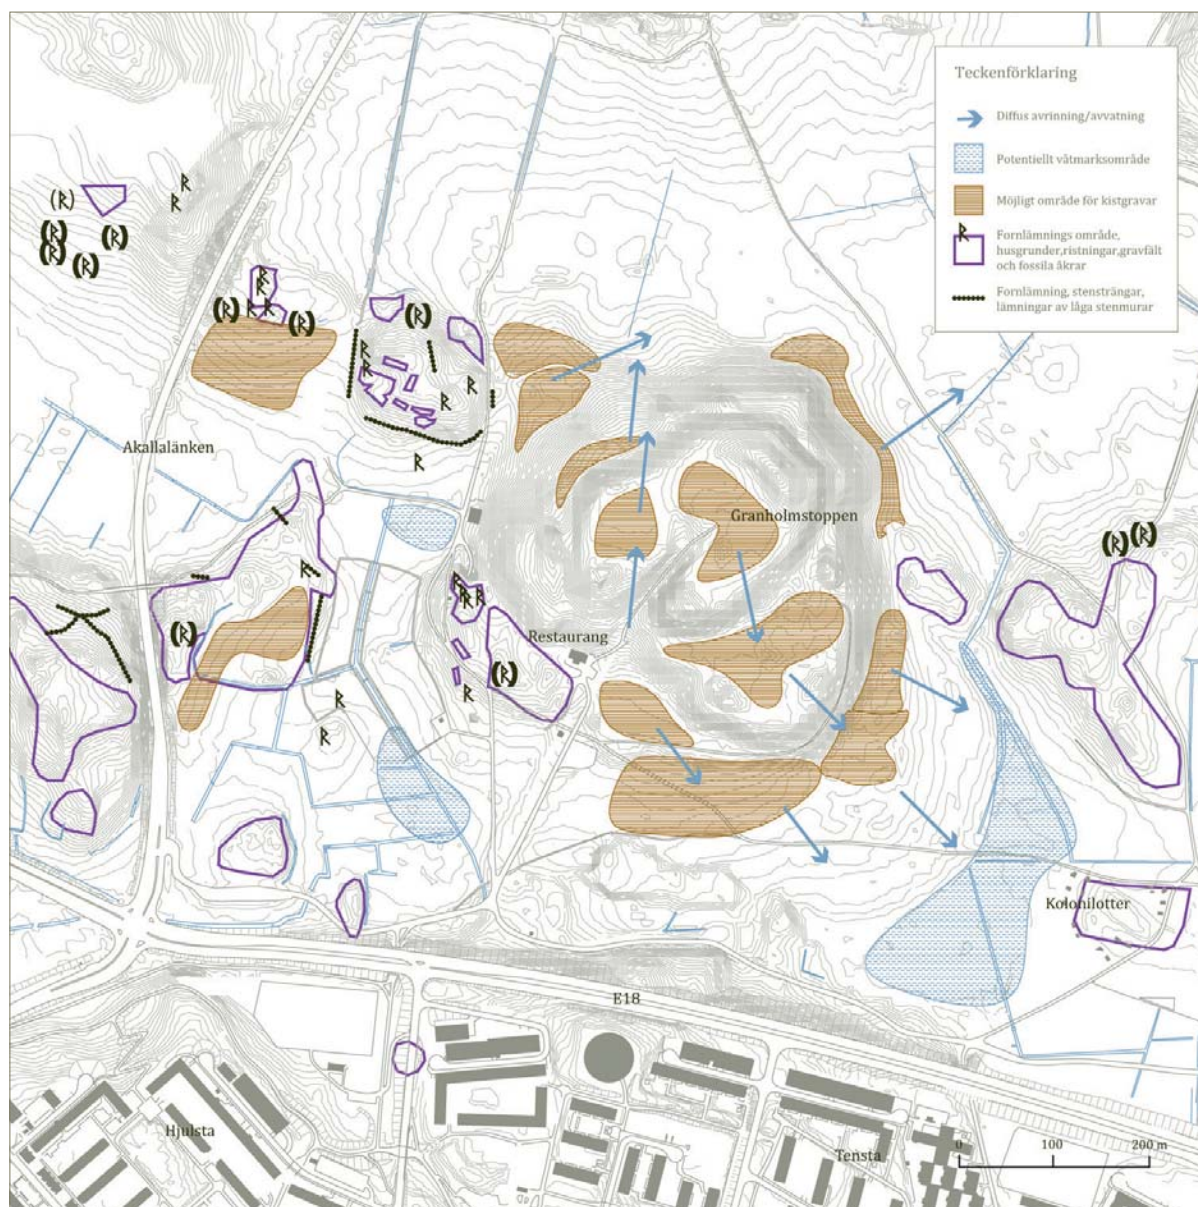 Teckenförklaring
Diffus avrinning/avvatning
Potentiellt våtmarksområde
Möjligt område för kistgravar
Fornlämnings område,
husgrunder,ristningar,gravfält
och fossila åkrar
Fornlämning, stensträngar,
lämningar av låga stenmurar
Akallalänken
Granholmstoppen
Restaurang
Kolonilotter
E18
Hjulsta
Tensta
0 100 200 m